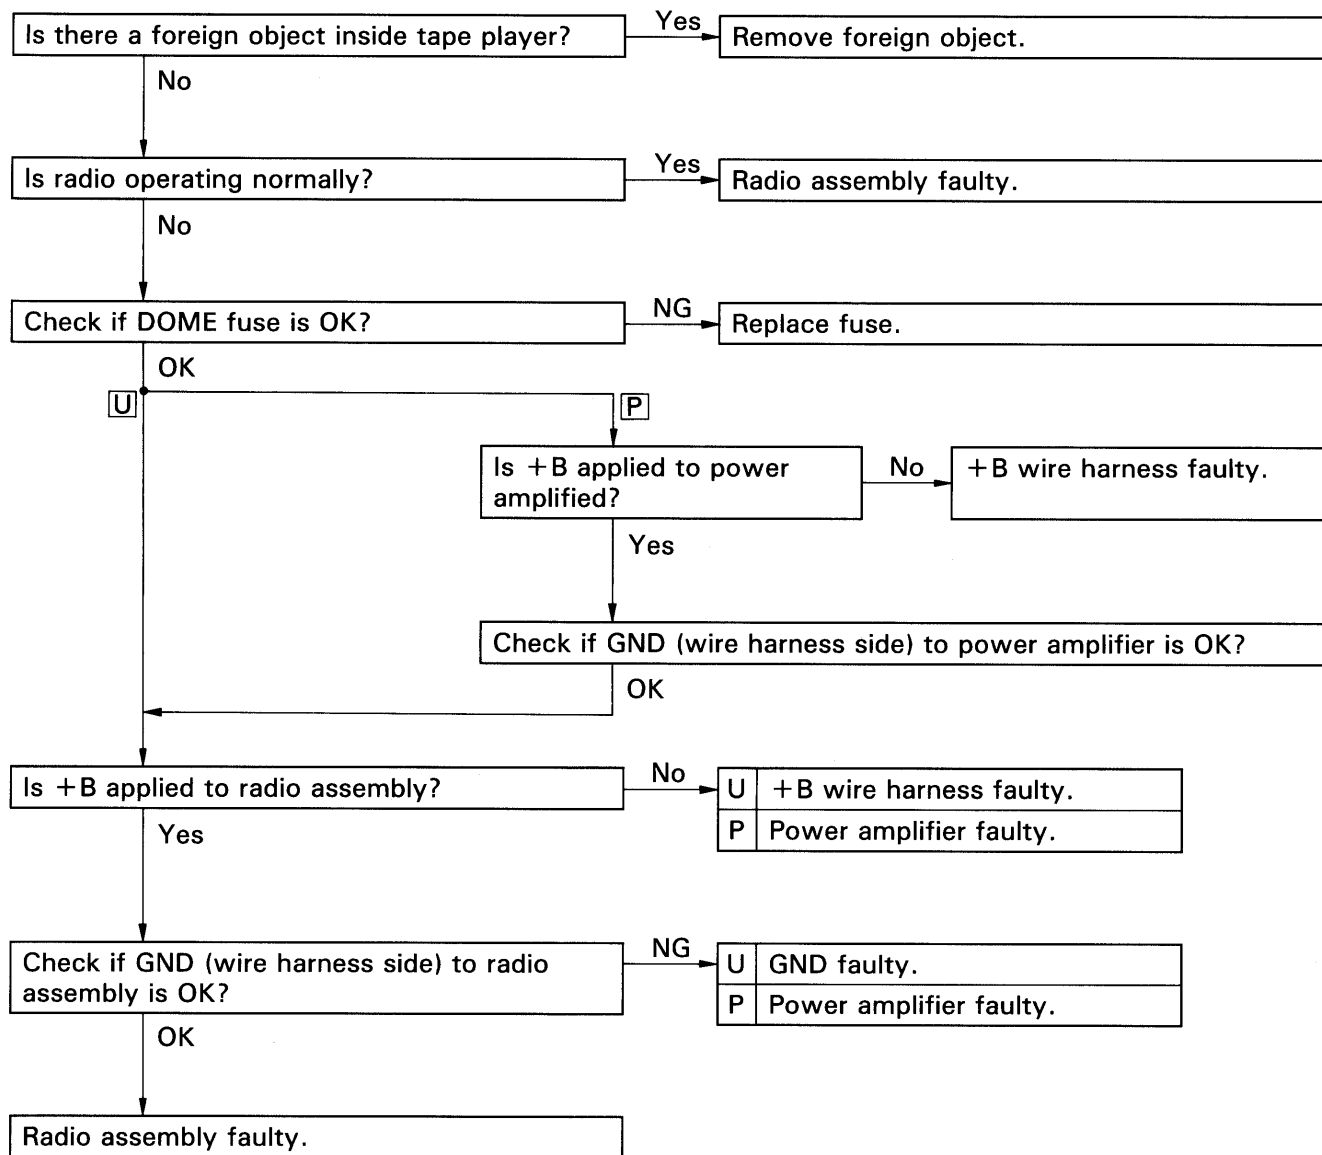 Is there a foreign object inside tape player?
Yes
Remove foreign object.
No
Is radio operating normally?
Yes
Radio assembly faulty.
No
Check if DOME fuse is OK?
NG
Replace fuse.
OK
U
P
Is +B applied to power
amplified?
No
+B wire harness faulty.
Yes
Check if GND (wire harness side) to power amplifier is OK?
OK
Is +B applied to radio assembly?
No
U +B wire harness faulty.
P Power amplifier faulty.
Yes
Check if GND (wire harness side) to radio
assembly is OK?
NG
U GND faulty.
P Power amplifier faulty.
OK
Radio assembly faulty.